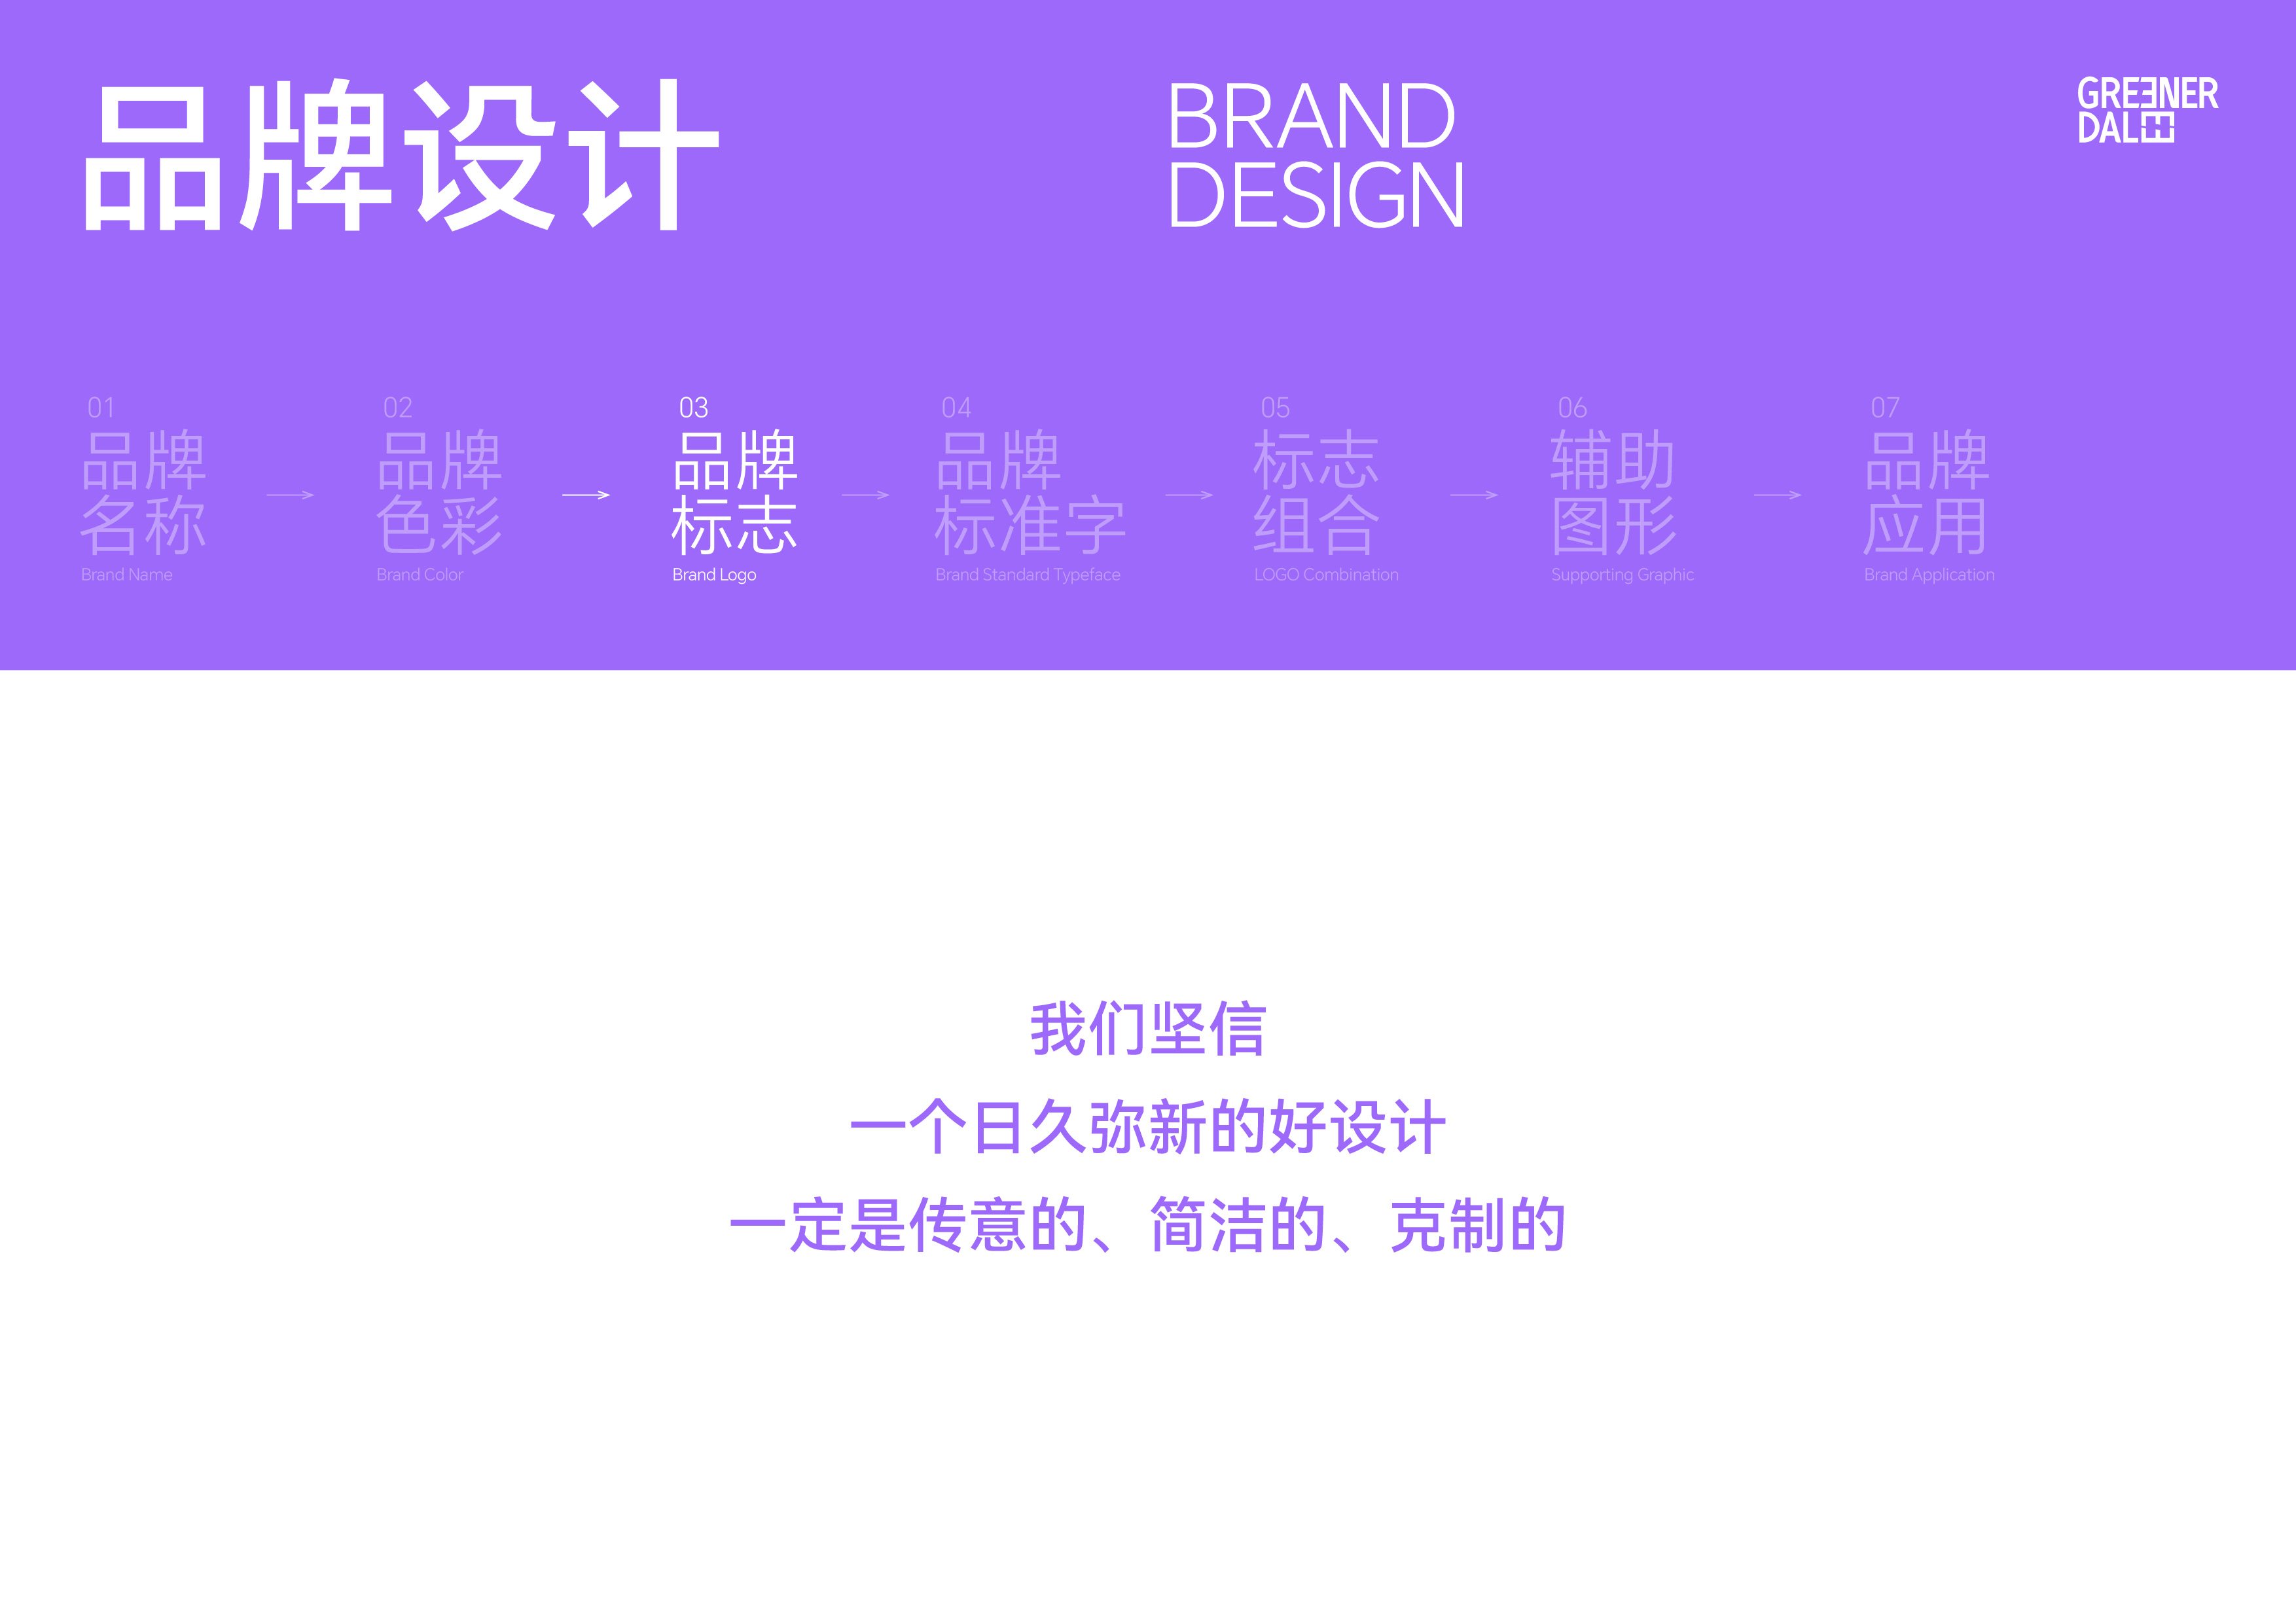 品牌设计
BRAND
DESIGN
GREENER
DALE
01
品牌
名称
Brand Name
02
品牌
色彩
Brand Color
03
品牌
标志
Brand Logo
04
品牌
标准字
Brand Standard Typeface
05
标志
组合
LOGO Combination
06
辅助
图形
Supporting Graphic
07
品牌
应用
Brand Application
我们坚信
一个日久弥新的好设计
一定是传意的、简洁的、克制的